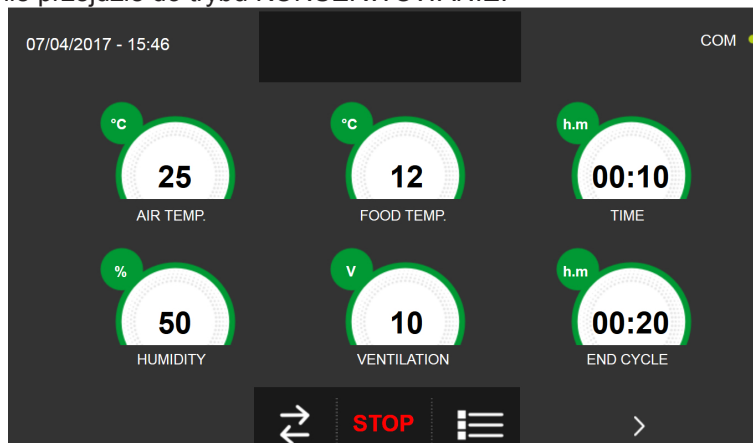 07/04/2017 - 15:46
COM
°C
25
AIR TEMP.
°C
12
FOOD TEMP.
h.m
00:10
TIME
%
50
HUMIDITY
V
10
VENTILATION
h.m
00:20
END CYCLE
STOP